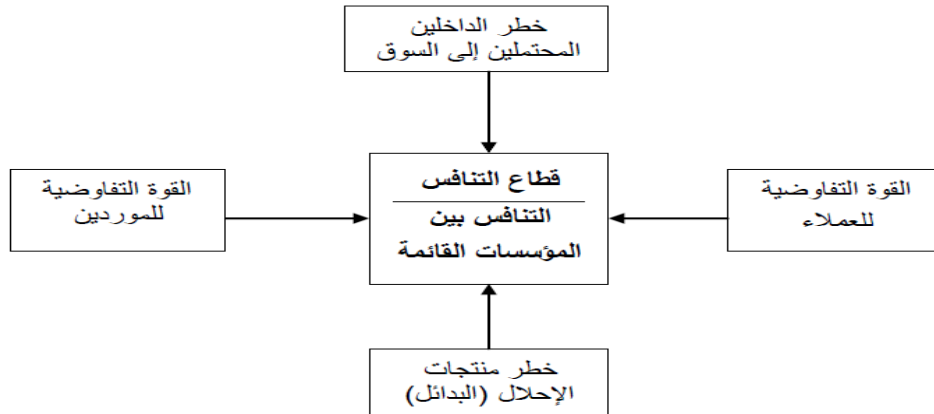 خطر الداخلين
المحتملين إلى السوق
القوة التفاوضية
للعملاء
قطاع التنافس
التنافس بين
المؤسسات القائمة
القوة التفاوضية
للموردين
خطر منتجات
الإحلال (البدائل)